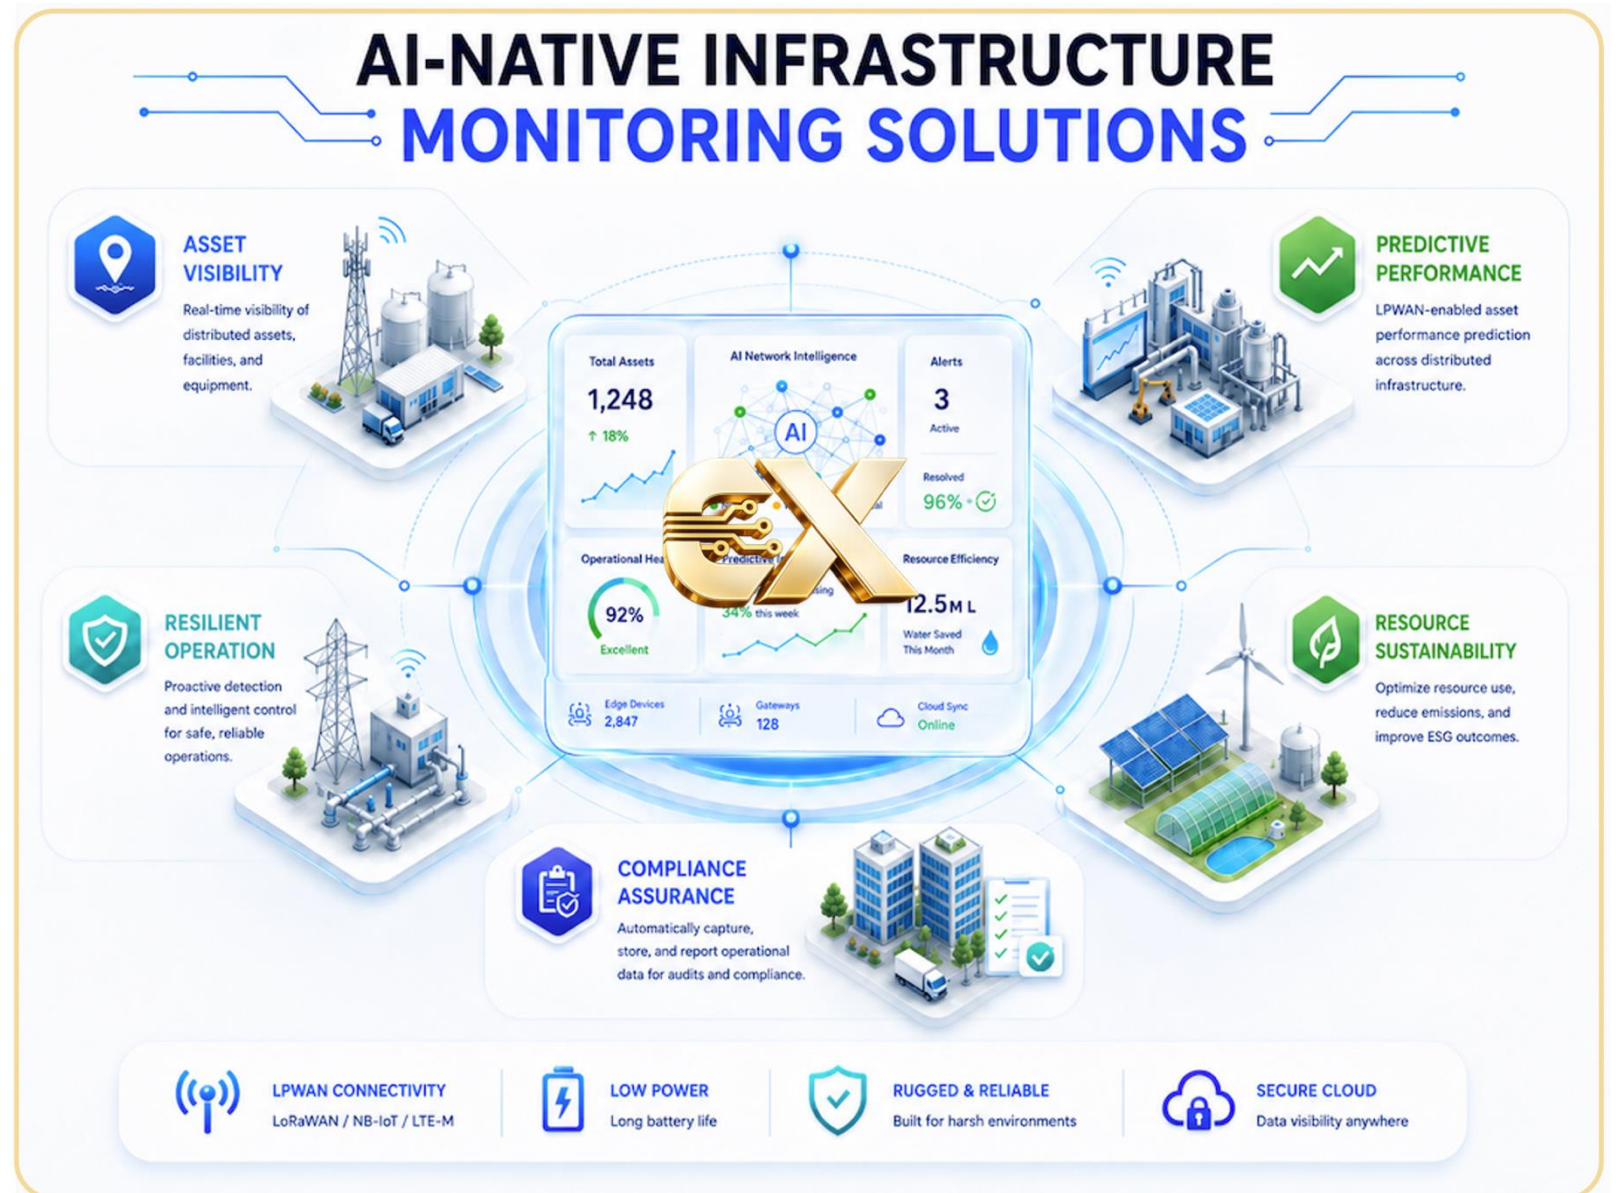 AI-NATIVE INFRASTRUCTURE
MONITORING SOLUTIONS
ASSET
VISIBILITY
Real-time visibility of
distributed assets,
facilities, and
equipment.
PREDICTIVE
PERFORMANCE
LPWAN-enabled asset
performance prediction
across distributed
infrastructure.
Total Assets
1,248
↑ 18%
AI Network Intelligence
AI
Alerts
3
Active
Resolved
96%
EX
Operational
92%
Excellent
Predictive
34% this week
Resource Efficiency
12.5M L
Water Saved
This Month
Edge Devices
2,847
Gateways
128
Cloud Sync
Online
RESILIENT
OPERATION
Proactive detection
and intelligent control
for safe, reliable
operations.
RESOURCE
SUSTAINABILITY
Optimize resource use,
reduce emissions, and
improve ESG outcomes.
COMPLIANCE
ASSURANCE
Automatically capture,
store, and report operational
data for audits and compliance.
LPWAN CONNECTIVITY
LoRaWAN / NB-IoT / LTE-M
LOW POWER
Long battery life
RUGGED & RELIABLE
Built for harsh environments
SECURE CLOUD
Data visibility anywhere